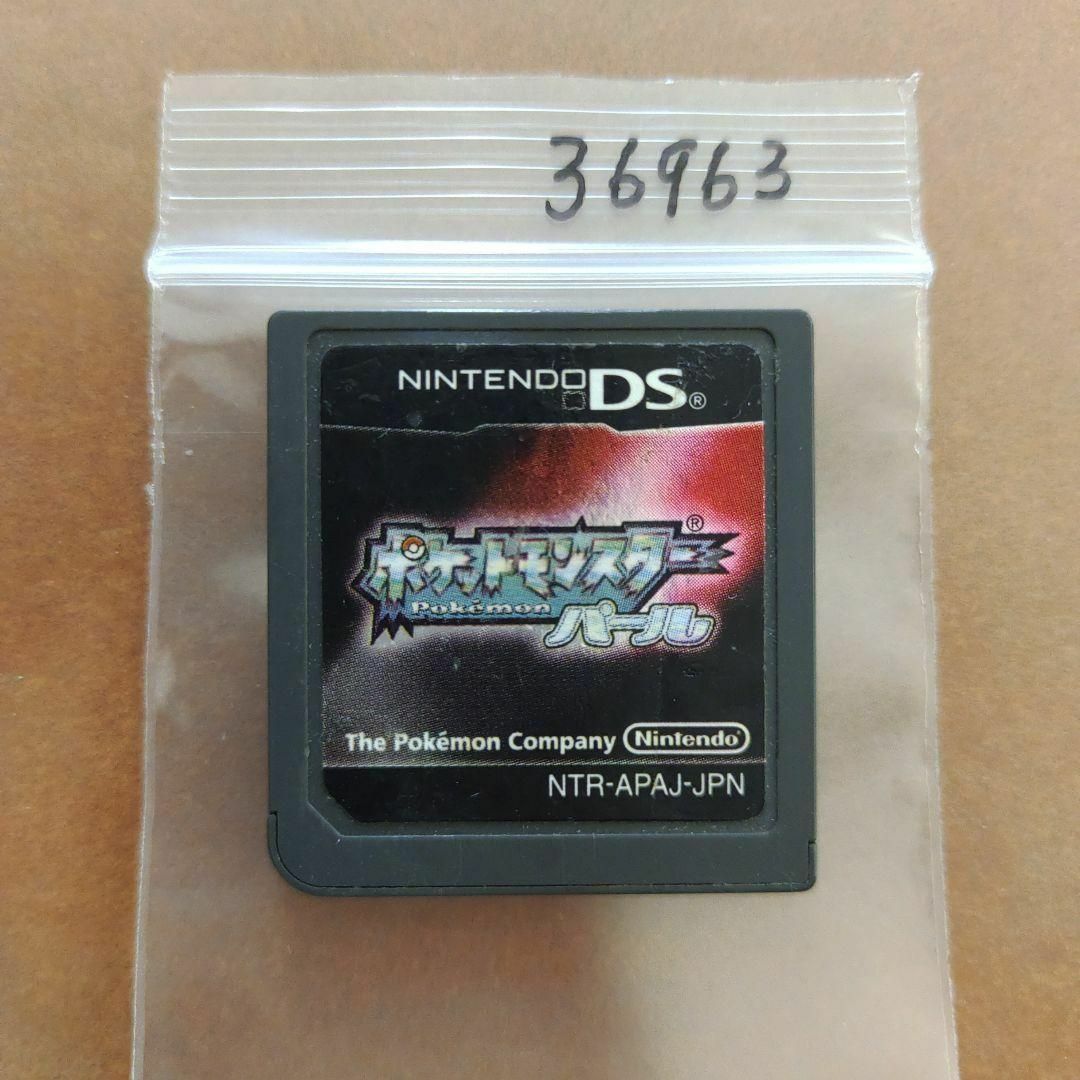 36963
NINTENDO DS®
ポケットモンスター®
Pokémon
パール
The Pokémon Company Nintendo®
NTR-APAJ-JPN